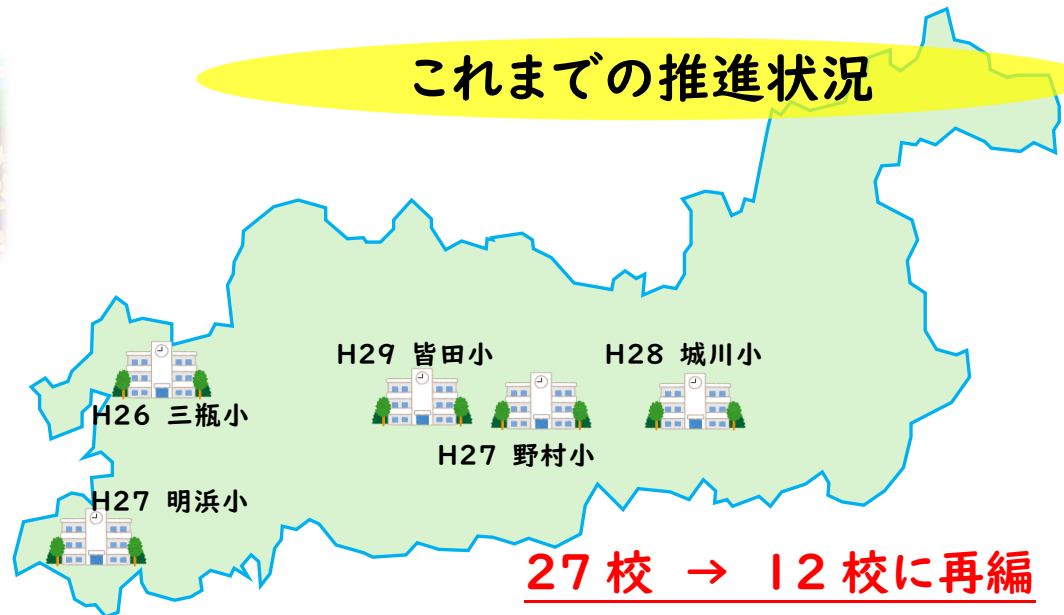 これまでの推進状況
H29 皆田小
H28 城川小
H26 三瓶小
H27 野村小
H27 明浜小
27校 → 12校に再編